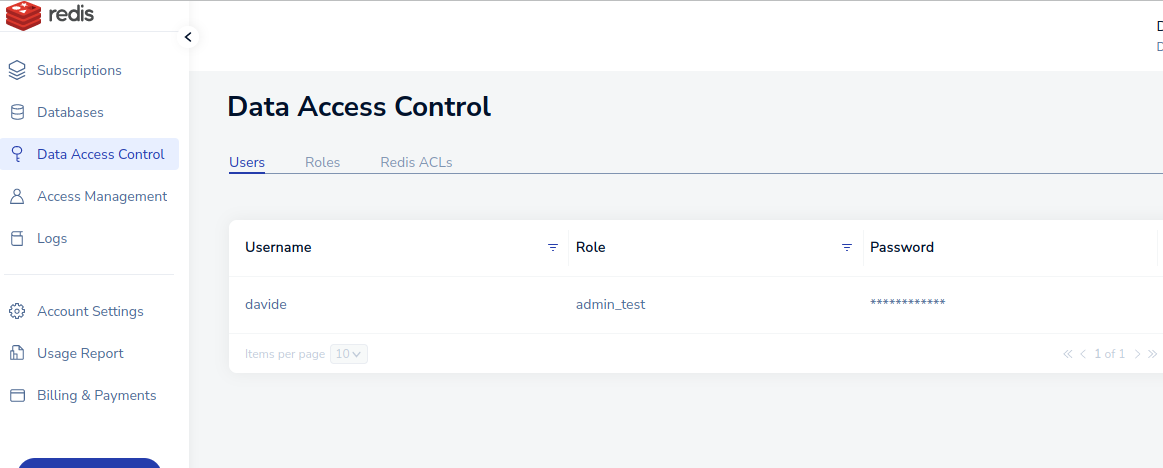 redis
Subscriptions
Databases
Data Access Control
Access Management
Logs
Account Settings
Usage Report
Billing & Payments
Data Access Control
Users Roles Redis ACLs
Username Role Password
davide admin_test ************
Items per page 10 1 of 1